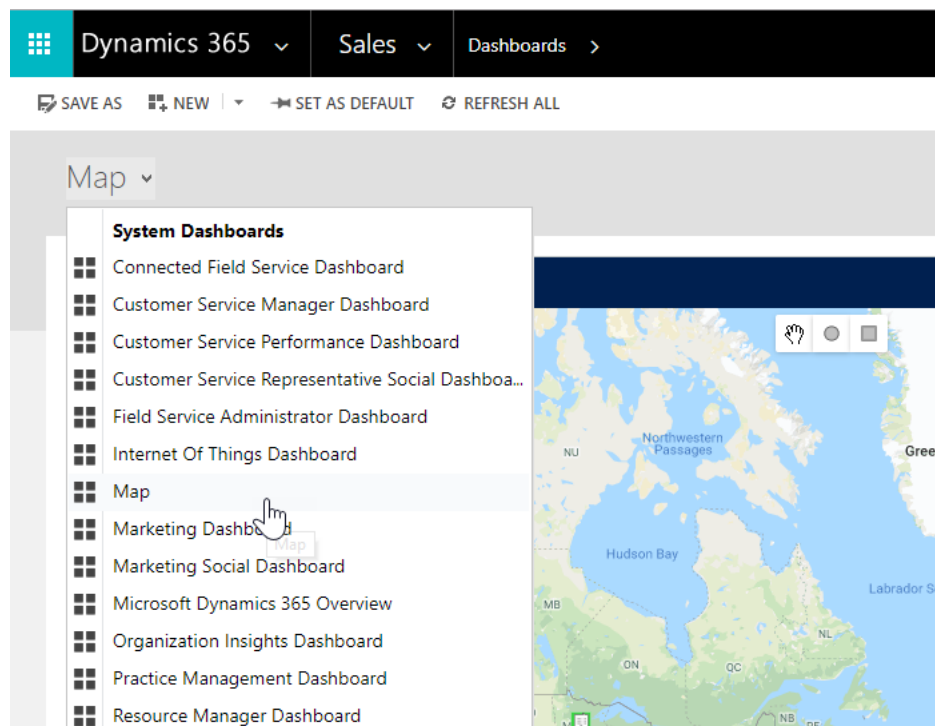 Dynamics 365 Sales Dashboards
SAVE AS NEW SET AS DEFAULT REFRESH ALL
Map
System Dashboards
Connected Field Service Dashboard
Customer Service Manager Dashboard
Customer Service Performance Dashboard
Customer Service Representative Social Dashboa...
Field Service Administrator Dashboard
Internet Of Things Dashboard
Map
Marketing Dashboard
Map
Marketing Social Dashboard
Microsoft Dynamics 365 Overview
Organization Insights Dashboard
Practice Management Dashboard
Resource Manager Dashboard
Northwestern
Passages
NU
Gree
Hudson Bay
Labrador S
MB
NL
ON
QC
NB
PE